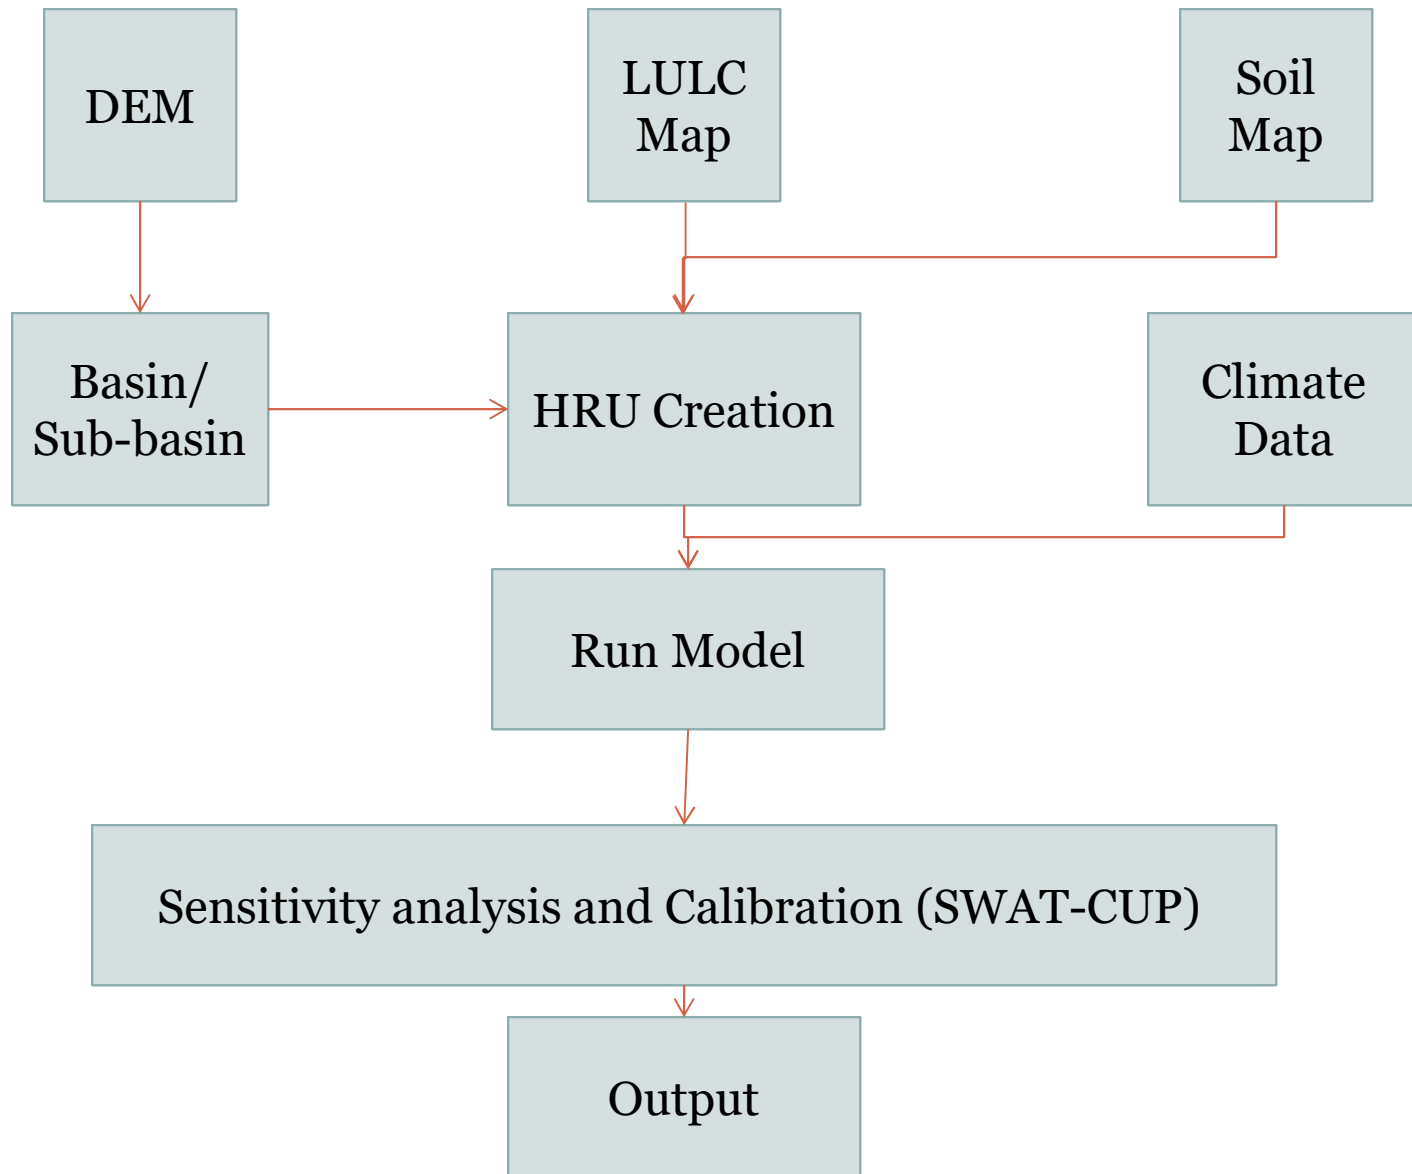 DEM
LULC
Map
Soil
Map
Basin/
Sub-basin
HRU Creation
Climate
Data
Run Model
Sensitivity analysis and Calibration (SWAT-CUP)
Output